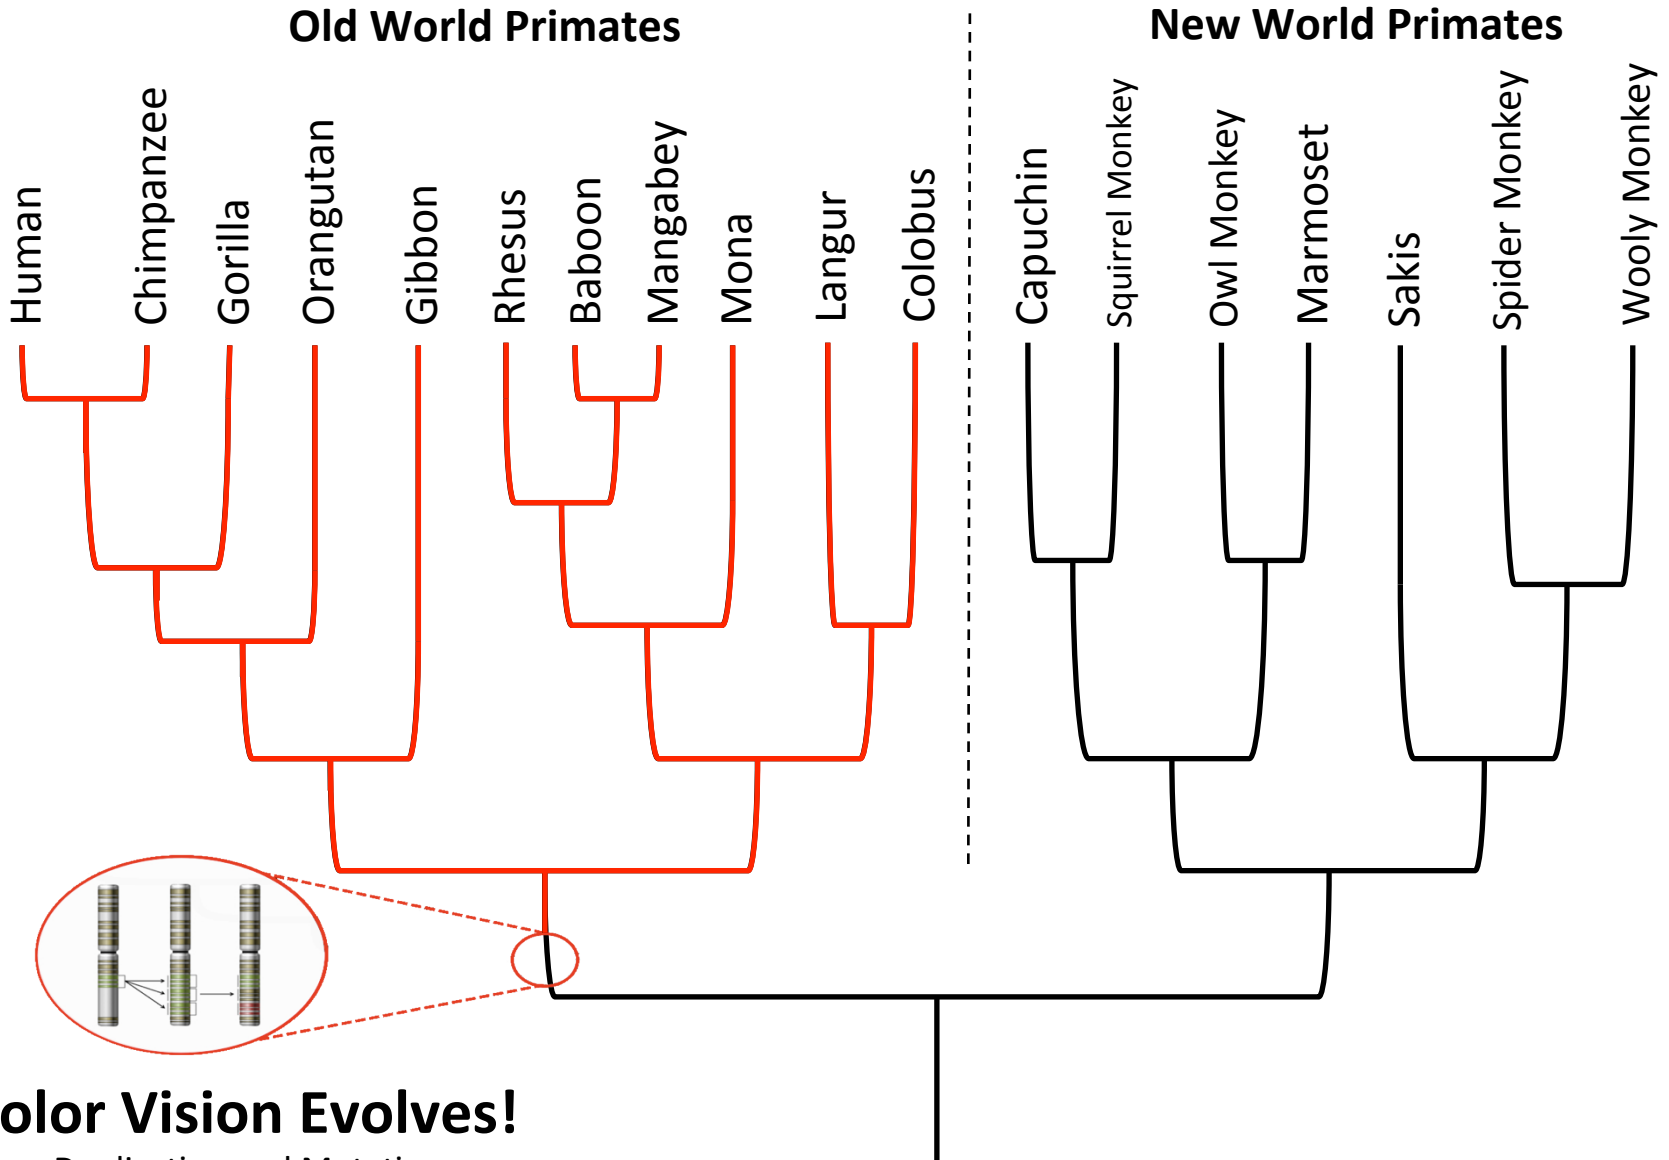 Old World Primates
New World Primates
Human
Chimpanzee
Gorilla
Orangutan
Gibbon
Rhesus
Baboon
Mangabey
Mona
Langur
Colobus
Capuchin
Squirrel Monkey
Owl Monkey
Marmoset
Sakis
Spider Monkey
Wooly Monkey
olor Vision Evolves!